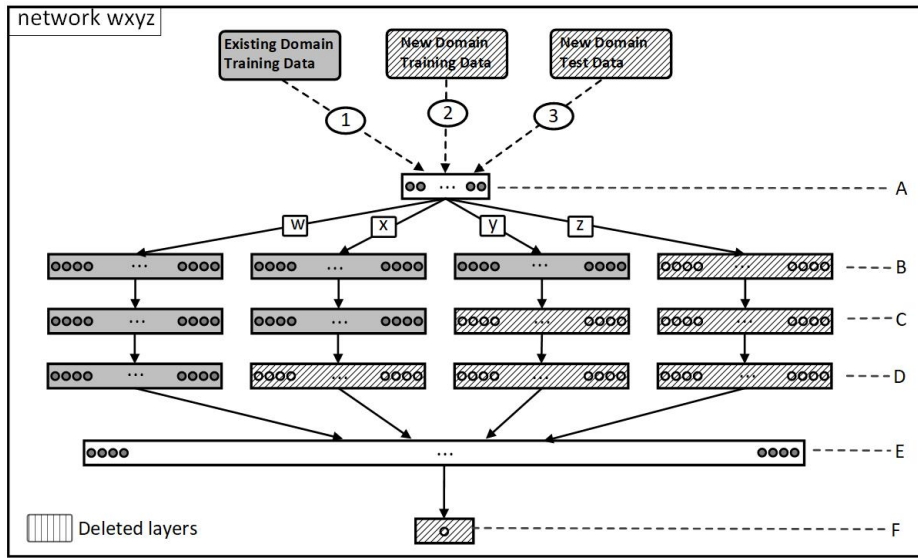 network wxyz
Existing Domain
Training Data
New Domain
Training Data
New Domain
Test Data
1
2
3
...
A
w
x
y
z
...
...
...
...
B
...
...
...
...
C
...
...
...
...
D
...
E
F
Deleted layers